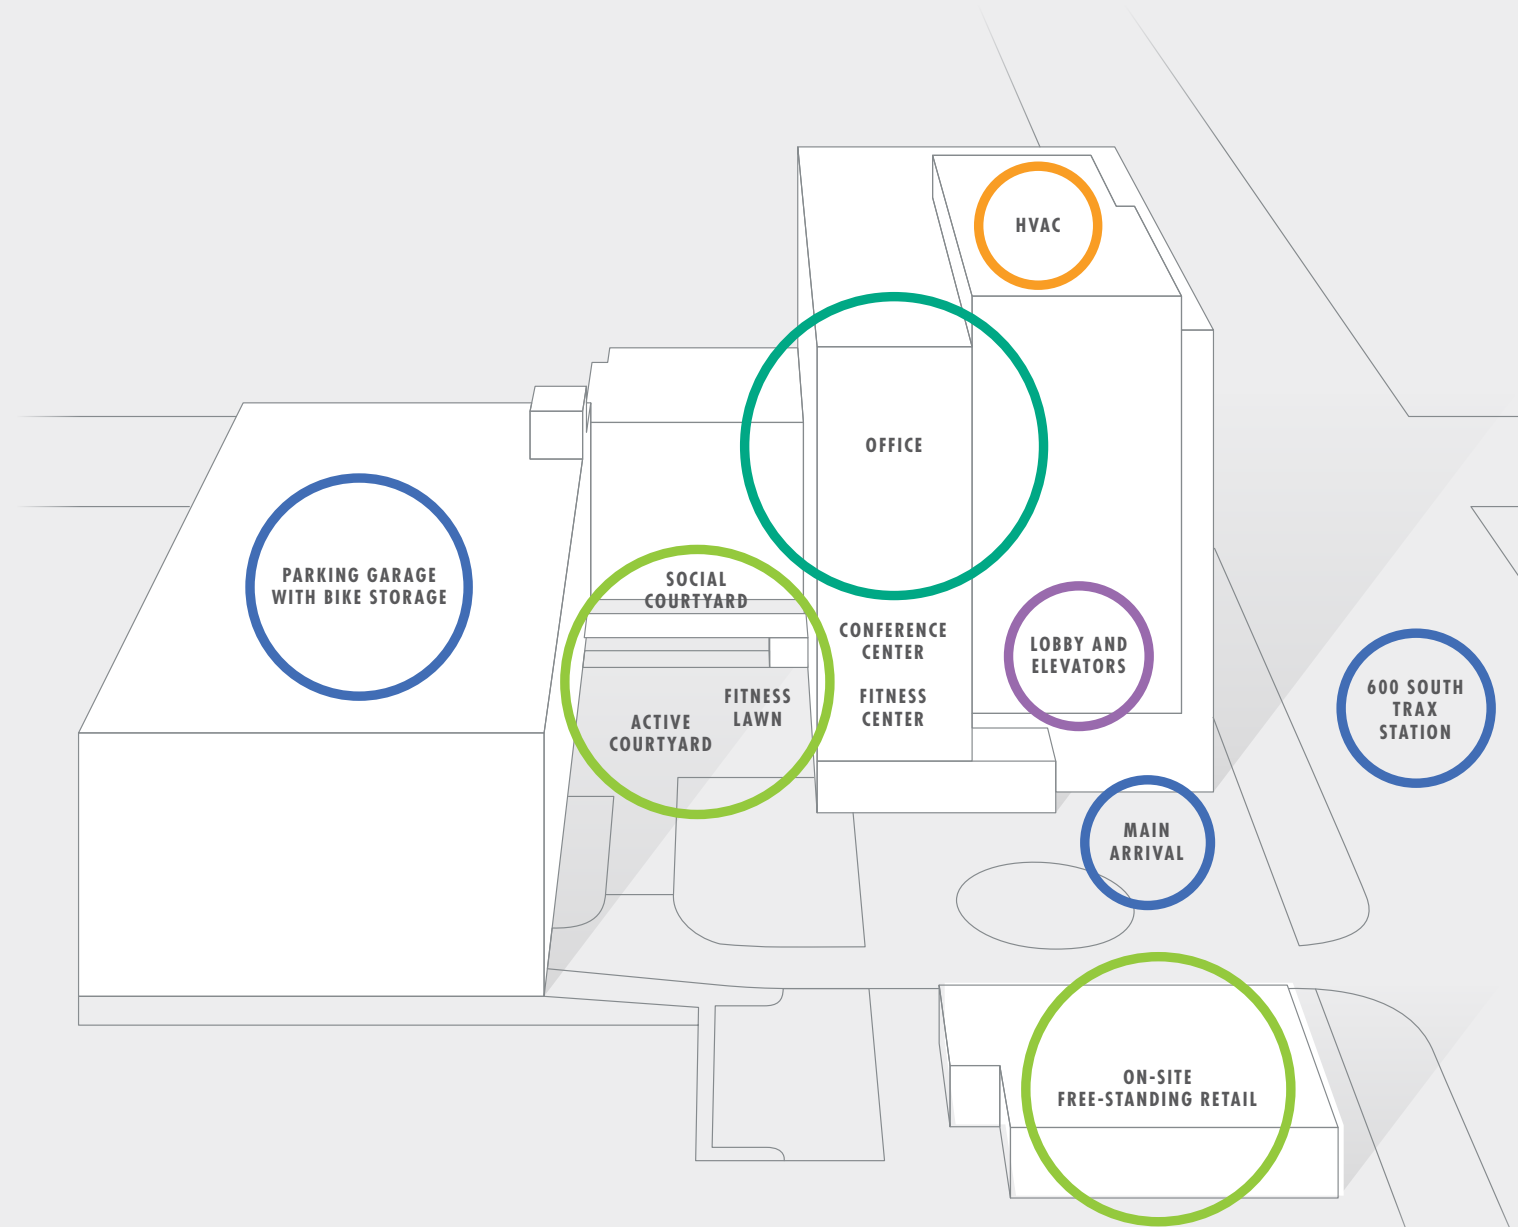 HVAC
OFFICE
PARKING GARAGE
WITH BIKE STORAGE
SOCIAL
COURTYARD
CONFERENCE
CENTER
LOBBY AND
ELEVATORS
FITNESS
LAWN
FITNESS
CENTER
ACTIVE
COURTYARD
600 SOUTH
TRAX
STATION
MAIN
ARRIVAL
ON-SITE
FREE-STANDING RETAIL